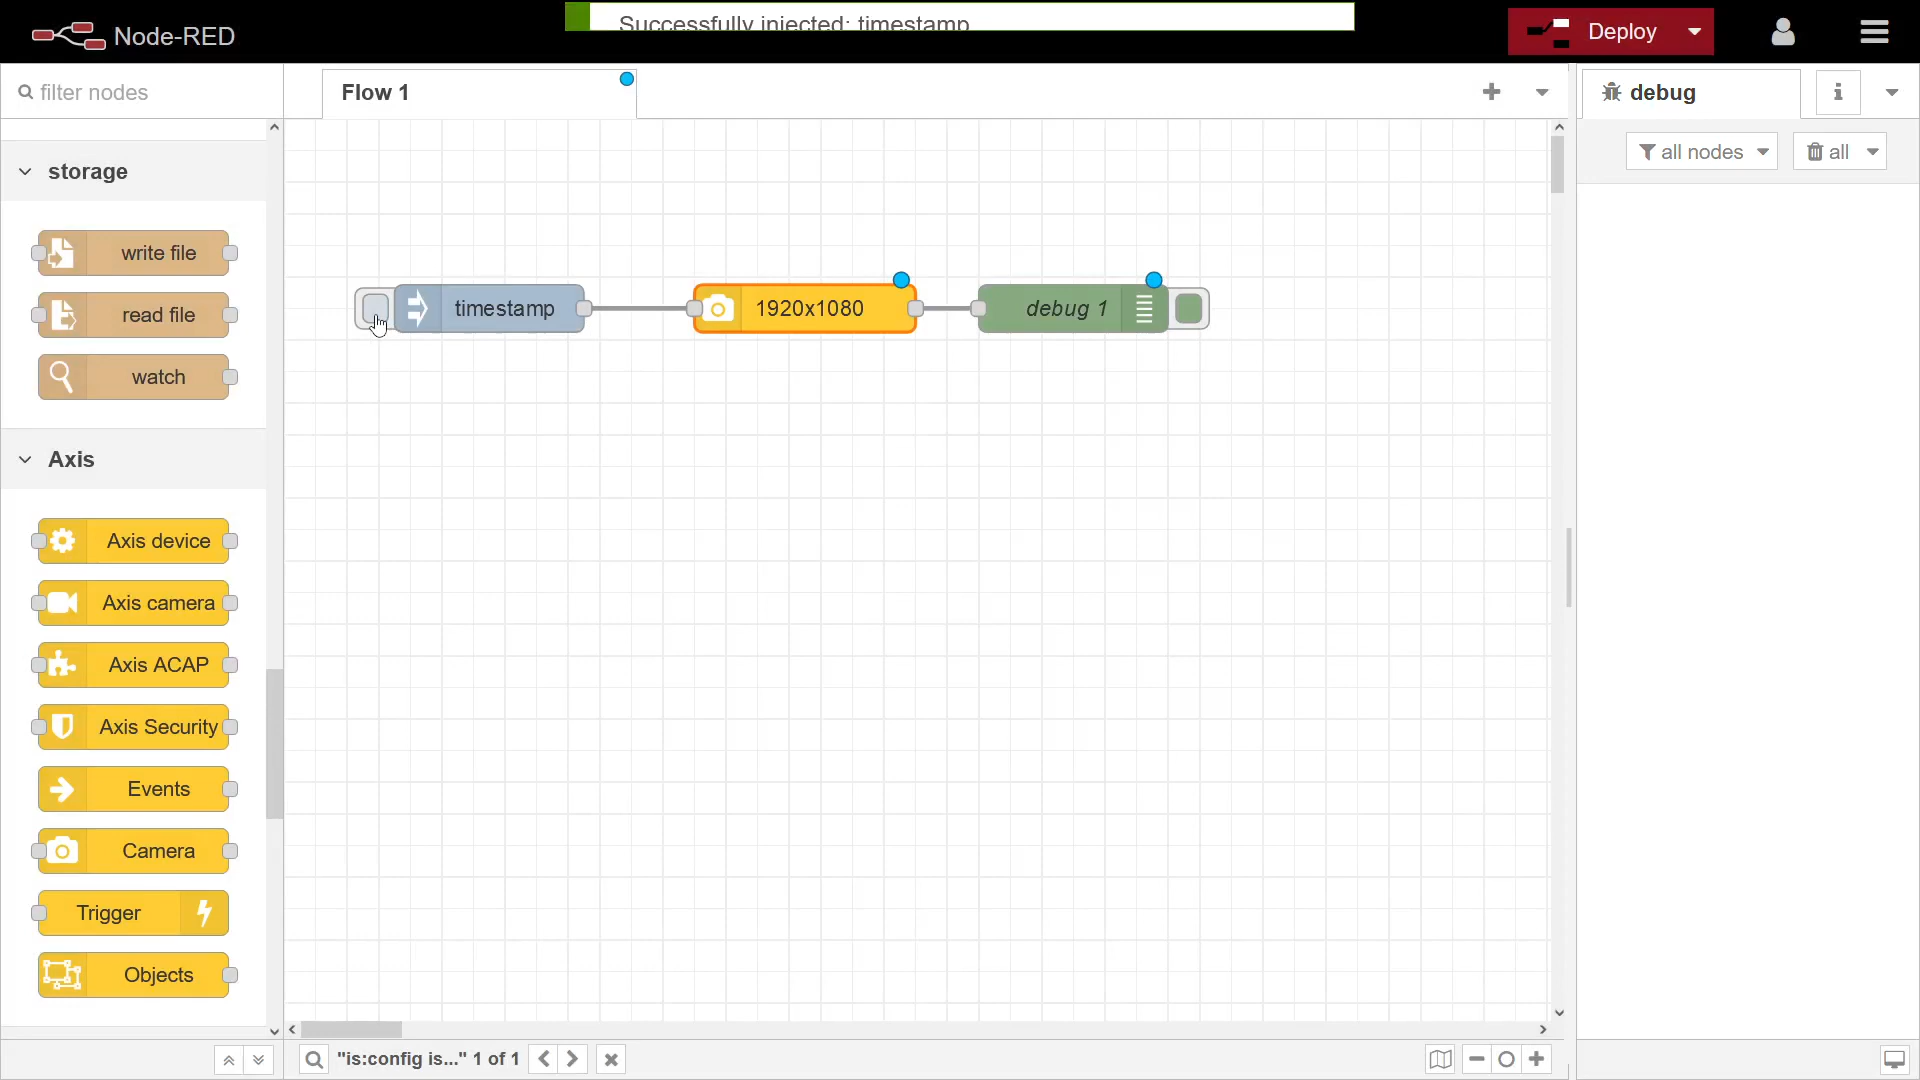 Node-RED
Successfully injected: timestamp
Deploy
filter nodes
Flow 1
debug
i
all nodes
all
storage
write file
read file
watch
Axis
Axis device
Axis camera
Axis ACAP
Axis Security
Events
Camera
Trigger
Objects
timestamp
1920x1080
debug 1
"is:config is..." 1 of 1